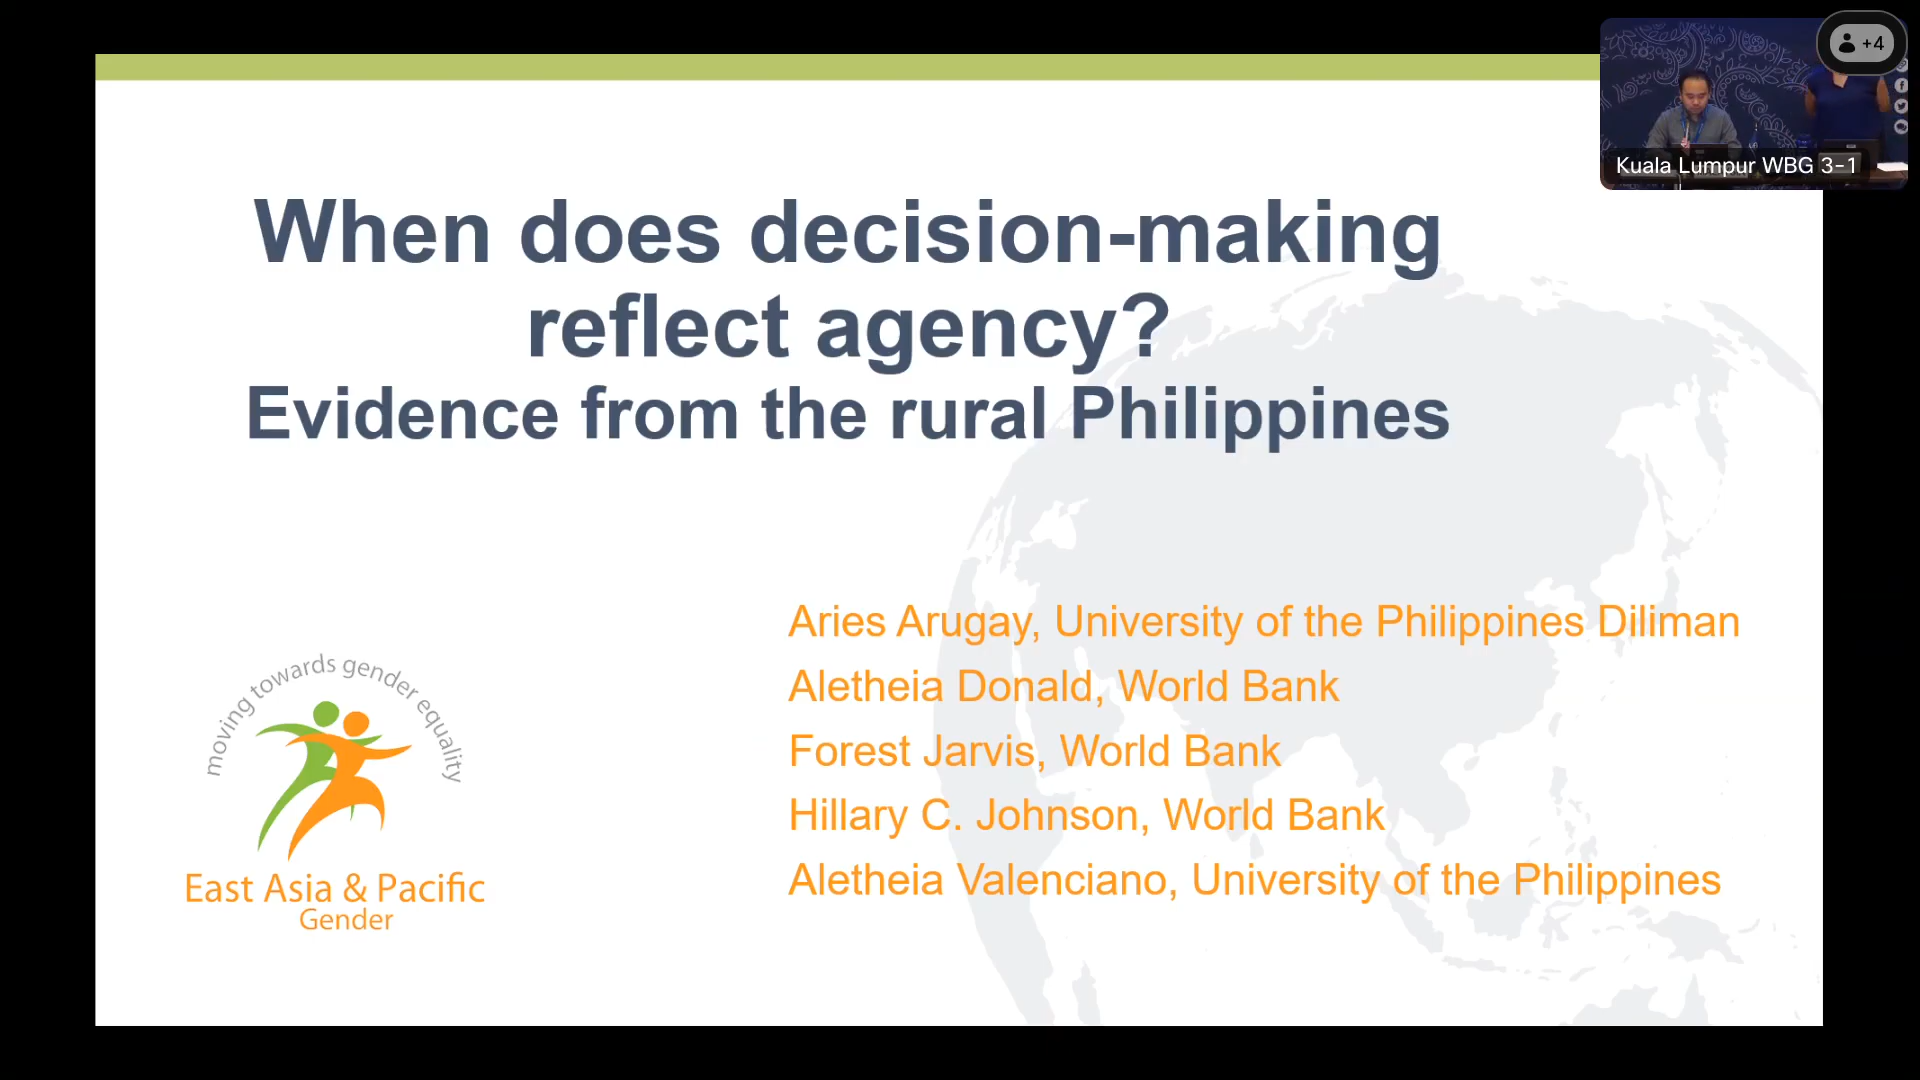 +4
Kuala Lumpur WBG 3-1
When does decision-making
reflect agency?
Evidence from the rural Philippines
Aries Arugay, University of the Philippines Diliman
Aletheia Donald, World Bank
Forest Jarvis, World Bank
Hillary C. Johnson, World Bank
Aletheia Valenciano, University of the Philippines
moving towards gender equality
East Asia & Pacific
Gender